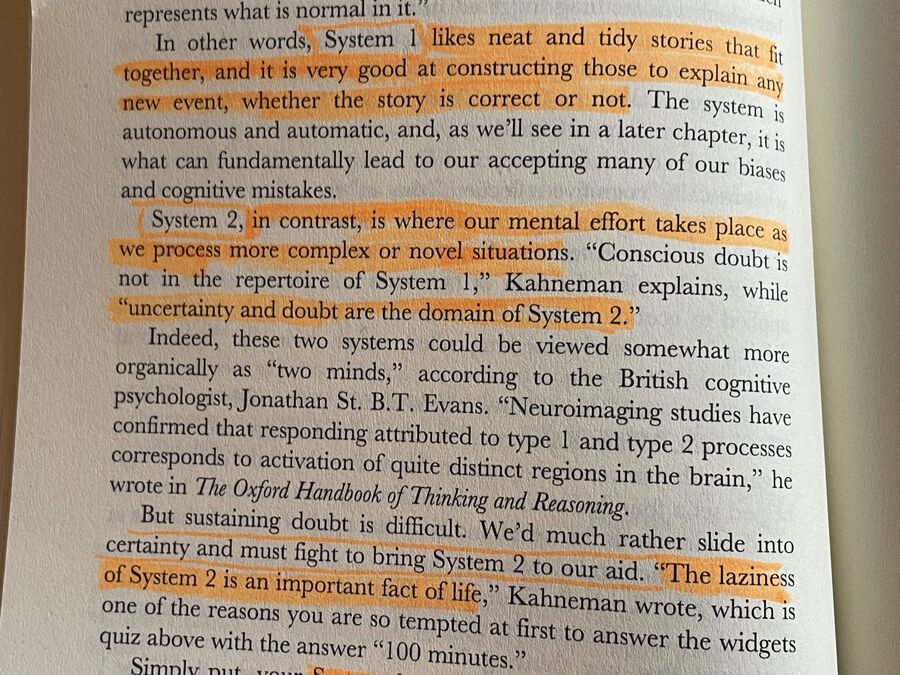 represents what is normal in it.”
In other words, System 1 likes neat and tidy stories that fit
together, and it is very good at constructing those to explain any
new event, whether the story is correct or not. The system is
autonomous and automatic, and, as we’ll see in a later chapter, it is
what can fundamentally lead to our accepting many of our biases
and cognitive mistakes.
System 2, in contrast, is where our mental effort takes place as
we process more complex or novel situations. “Conscious doubt is
not in the repertoire of System 1,” Kahneman explains, while
“uncertainty and doubt are the domain of System 2.”
Indeed, these two systems could be viewed somewhat more
organically as “two minds,” according to the British cognitive
psychologist, Jonathan St. B.T. Evans. “Neuroimaging studies have
confirmed that responding attributed to type 1 and type 2 processes
corresponds to activation of quite distinct regions in the brain,” he
wrote in The Oxford Handbook of Thinking and Reasoning.
But sustaining doubt is difficult. We’d much rather slide into
certainty and must fight to bring System 2 to our aid. “The laziness
of System 2 is an important fact of life,” Kahneman wrote, which is
one of the reasons you are so tempted at first to answer the widgets
quiz above with the answer “100 minutes.”
Simply put, your